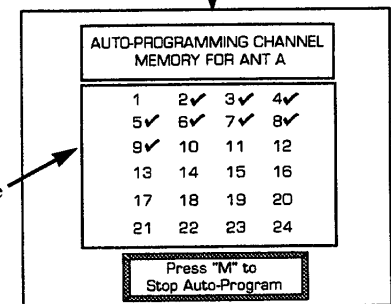 AUTO-PROGRAMMING CHANNEL
MEMORY FOR ANT A
1 2✓ 3✓ 4✓
5✓ 6✓ 7✓ 8✓
9✓ 10 11 12
13 14 15 16
17 18 19 20
21 22 23 24
Press "M" to
Stop Auto-Program